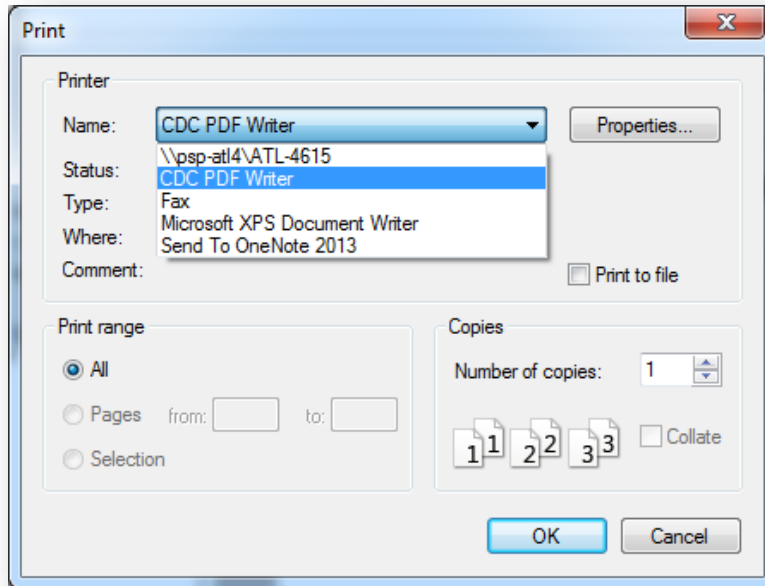 Print
Printer
Name: CDC PDF Writer Properties...
\\psp-atl4\ATL-4615
Status: CDC PDF Writer
Type: Fax
Where: Microsoft XPS Document Writer
Send To OneNote 2013
Comment: Print to file
Print range
All
Pages from: to:
Selection
Copies
Number of copies: 1
1 1 2 2 3 3 Collate
OK Cancel